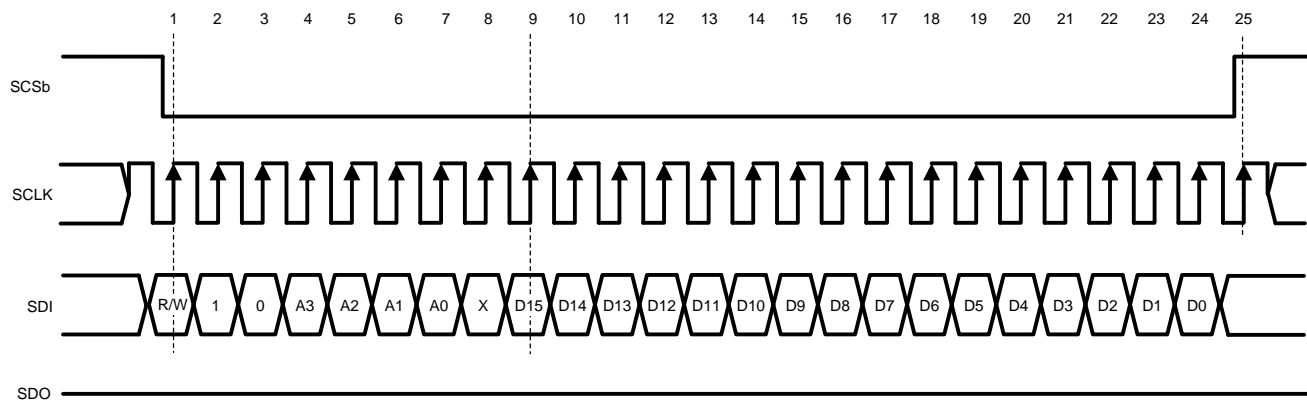 1 2 3 4 5 6 7 8 9 10 11 12 13 14 15 16 17 18 19 20 21 22 23 24 25
SCSb
SCLK
SDI R/W 1 0 A3 A2 A1 A0 X D15 D14 D13 D12 D11 D10 D9 D8 D7 D6 D5 D4 D3 D2 D1 D0
SDO